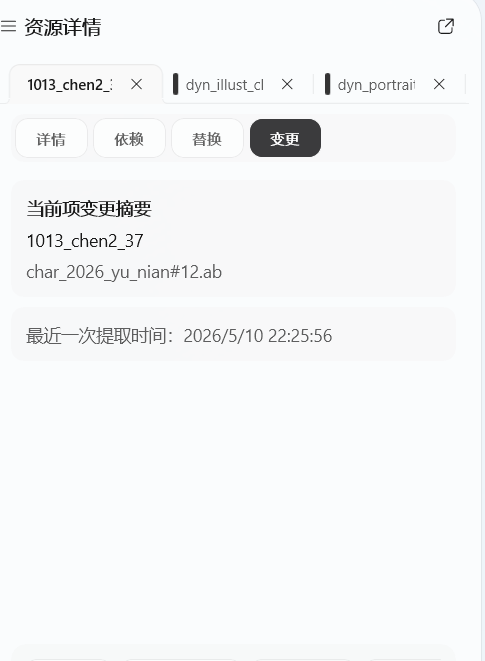 资源详情
1013_chen2_
dyn_illust_cl
dyn_portrait
详情 依赖 替换 变更
当前项变更摘要
1013_chen2_37
char_2026_yu_nian#12.ab
最近一次提取时间：2026/5/10 22:25:56